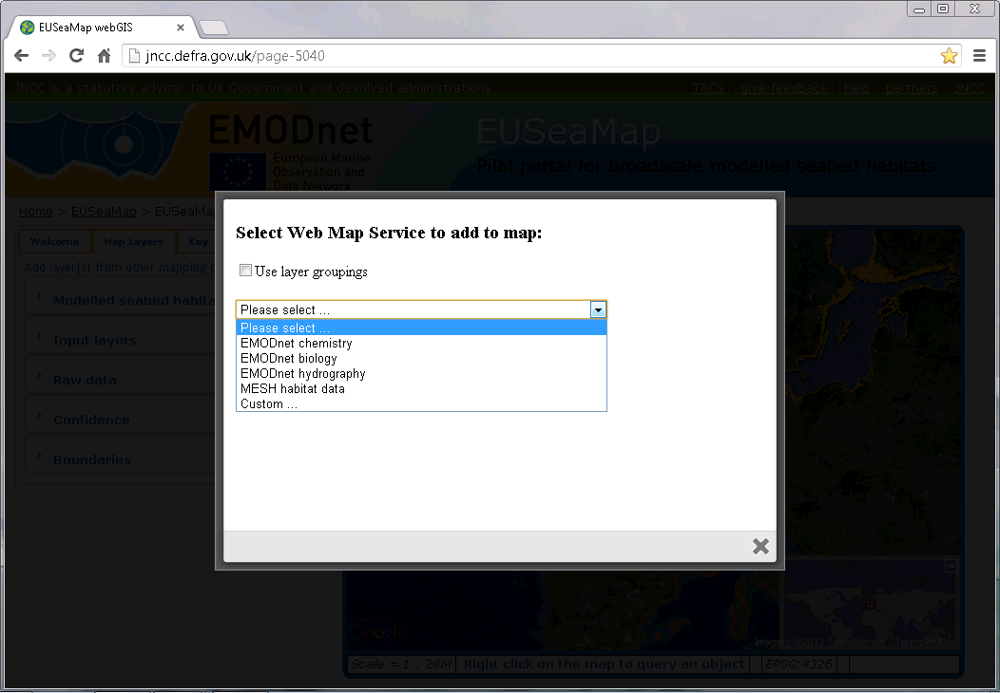 EUSeaMap webGIS
jncc.defra.gov.uk/page-5040
JNCC is a statutory adviser to UK Government and devolved administrations
T&Cs | give feedback | help | partners | JNCC
EMODnet
European Marine
Observation and
Data Network
EUSeaMap
Pilot portal for broadscale modelled seabed habitats
Home > EUSeaMap > EUSeaMap
Welcome
Map Layers
Key
Add layer(s) from other mapping
Modelled seabed habita
Input layers
Raw data
Confidence
Boundaries
Select Web Map Service to add to map:
Use layer groupings
Please select ...
Please select ...
EMODnet chemistry
EMODnet biology
EMODnet hydrography
MESH habitat data
Custom ...
POWERED BY
Google
Imagery ©2012 TerraMetrics - Terms of Use
Scale = 1 : 28M
Right click on the map to query an object
EPSG:4326